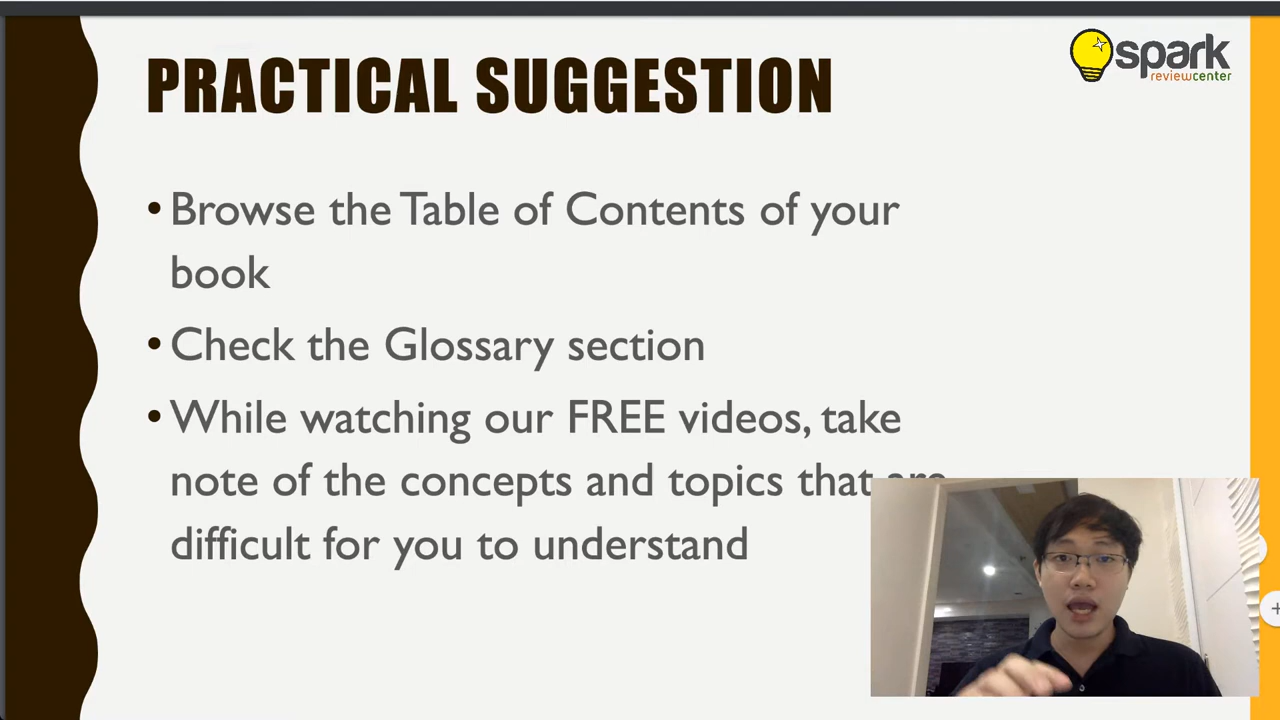 PRACTICAL SUGGESTION
spark
reviewcenter
• Browse the Table of Contents of your
book
• Check the Glossary section
• While watching our FREE videos, take
note of the concepts and topics that are
difficult for you to understand